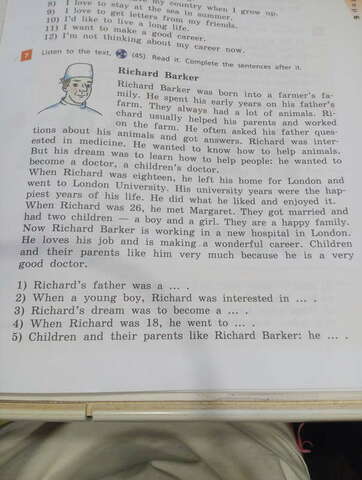 my country when I grow up.
9) I love to stay at the sea in summer.
9) I love to get letters from my friends.
10) I'd like to live a long life.
11) I want to make a good career.
12) I'm not thinking about my career now.
7 Listen to the text, (45). Read it. Complete the sentences after it.
Richard Barker
Richard Barker was born into a farmer's fa-
mily. He spent his early years on his father's
farm. They always had a lot of animals. Ri-
chard usually helped his parents and worked
on the farm. He often asked his father ques-
tions about his animals and got answers. Richard was inter-
ested in medicine. He wanted to know how to help animals.
But his dream was to learn how to help people: he wanted to
become a doctor, a children's doctor.
When Richard was eighteen, he left his home for London and
went to London University. His university years were the hap-
piest years of his life. He did what he liked and enjoyed it.
When Richard was 26, he met Margaret. They got married and
had two children — a boy and a girl. They are a happy family.
Now Richard Barker is working in a new hospital in London.
He loves his job and is making a wonderful career. Children
and their parents like him very much because he is a very
good doctor.
1) Richard's father was a ... .
2) When a young boy, Richard was interested in ... .
3) Richard's dream was to become a ... .
4) When Richard was 18, he went to ... .
5) Children and their parents like Richard Barker: he ... .